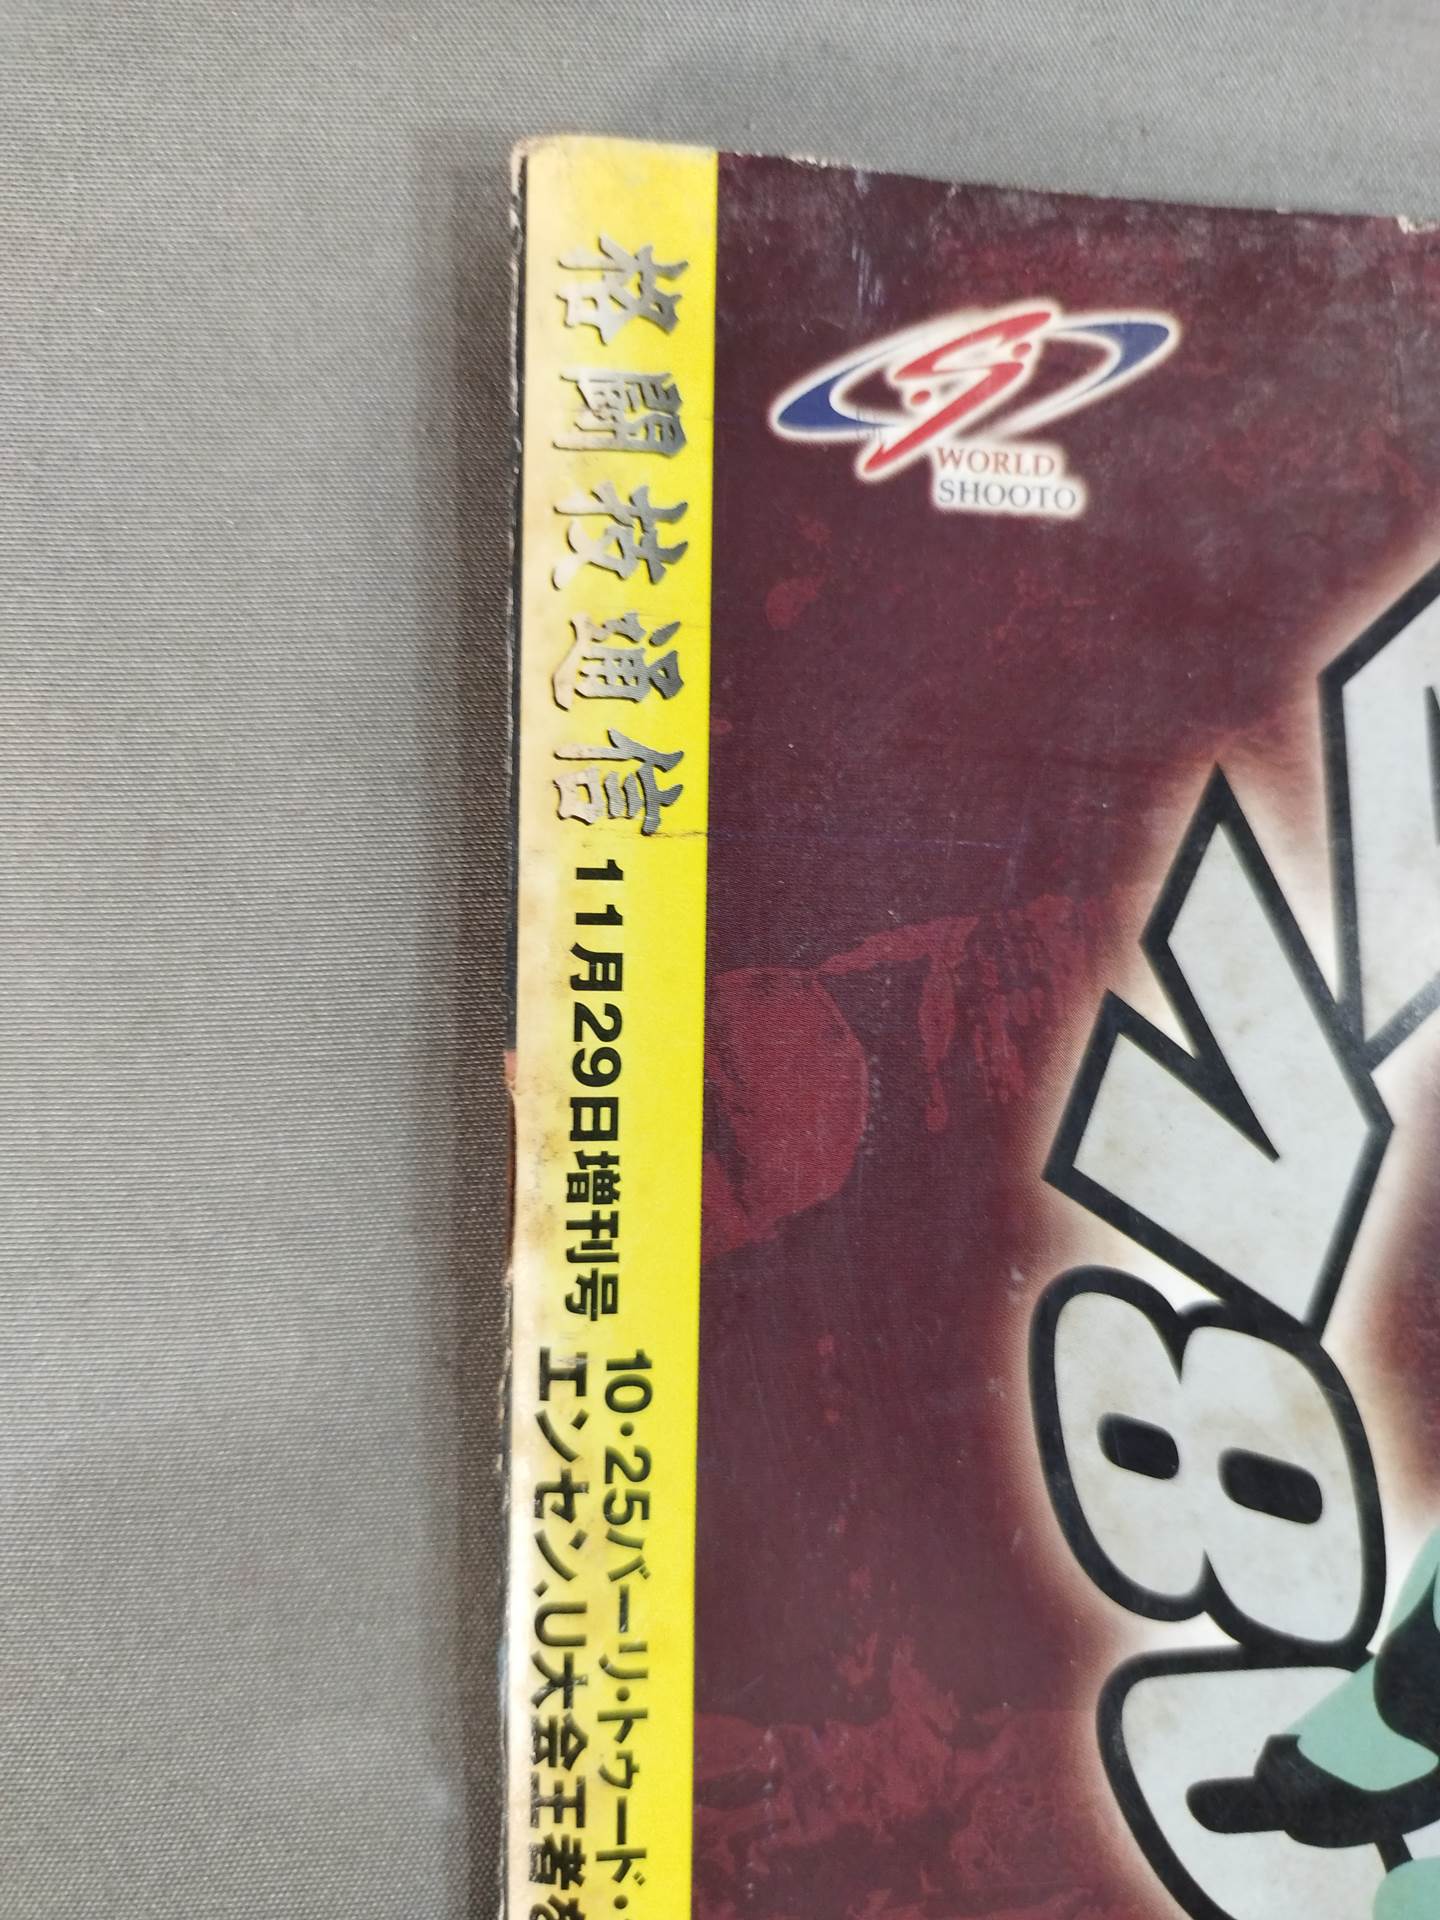 格闘技通信
11月29日増刊号
10・25バーリ・トゥード・
エンセン、U大会王者を
WORLD
SHOOTO